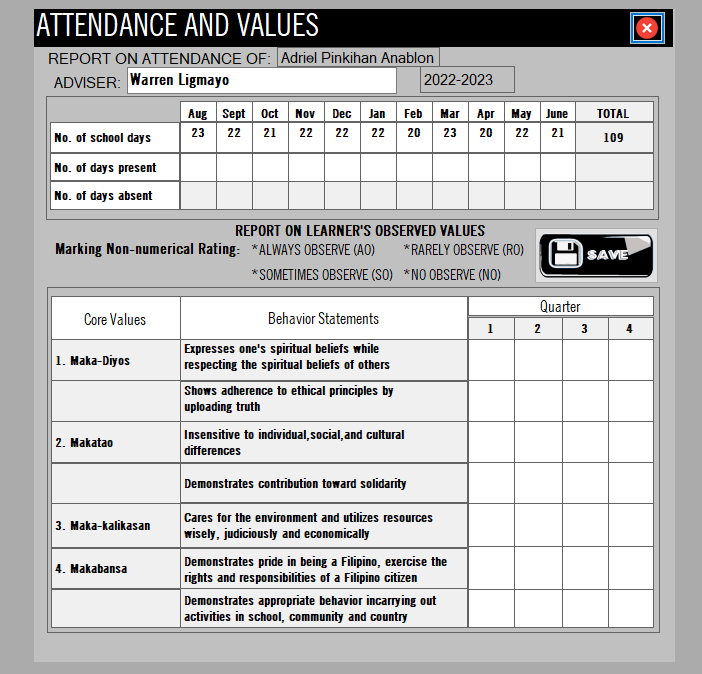 ATTENDANCE AND VALUES
REPORT ON ATTENDANCE OF: Adriel Pinkihan Anablon
ADVISER: Warren Ligmayo 2022-2023
Aug Sept Oct Nov Dec Jan Feb Mar Apr May June TOTAL
No. of school days 23 22 21 22 22 22 20 23 20 22 21 109
No. of days present
No. of days absent
REPORT ON LEARNER'S OBSERVED VALUES
Marking Non-numerical Rating: *ALWAYS OBSERVE (AO) *RARELY OBSERVE (RO)
*SOMETIMES OBSERVE (SO) *NO OBSERVE (NO)
SAVE
Core Values Behavior Statements Quarter
1 2 3 4
1. Maka-Diyos Expresses one's spiritual beliefs while
respecting the spiritual beliefs of others
Shows adherence to ethical principles by
uploading truth
2. Makatao Insensitive to individual,social,and cultural
differences
Demonstrates contribution toward solidarity
3. Maka-kalikasan Cares for the environment and utilizes resources
wisely, judiciously and economically
4. Makabansa Demonstrates pride in being a Filipino, exercise the
rights and responsibilities of a Filipino citizen
Demonstrates appropriate behavior incarrying out
activities in school, community and country